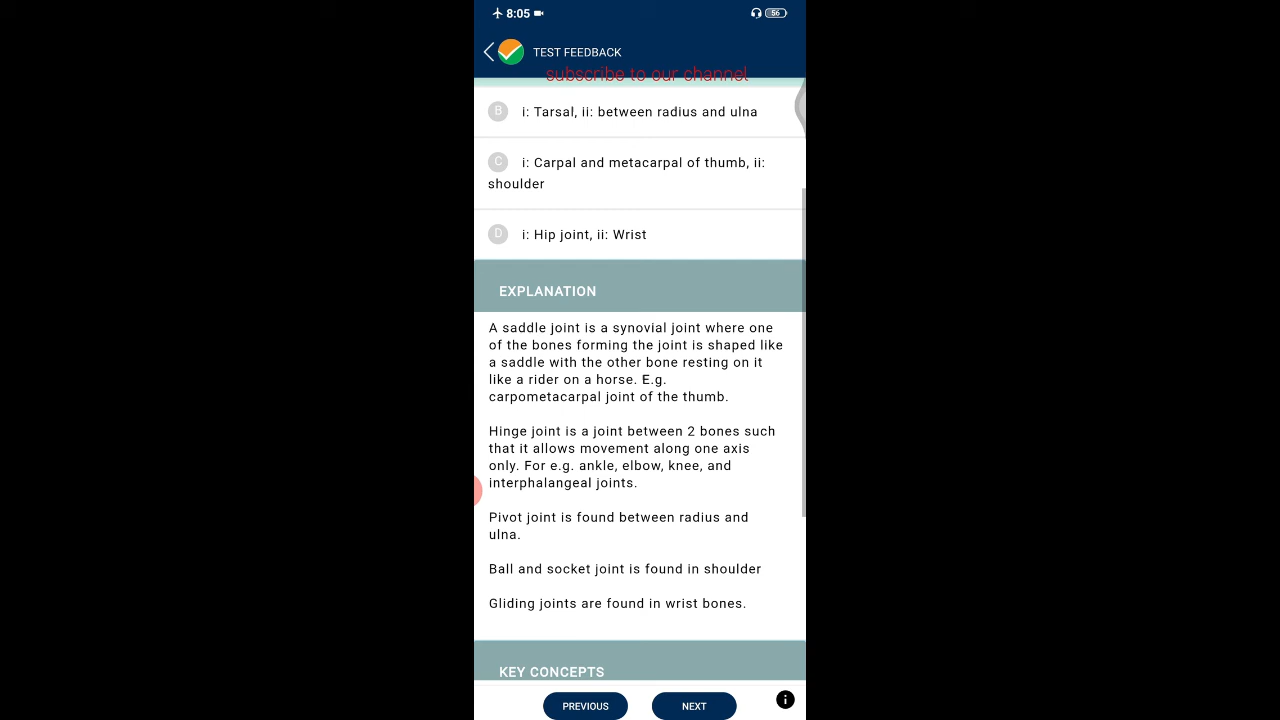 8:05
56
TEST FEEDBACK
subscribe to our channel
B i: Tarsal, ii: between radius and ulna
C i: Carpal and metacarpal of thumb, ii:
shoulder
D i: Hip joint, ii: Wrist
EXPLANATION
A saddle joint is a synovial joint where one
of the bones forming the joint is shaped like
a saddle with the other bone resting on it
like a rider on a horse. E.g.
carpometacarpal joint of the thumb.
Hinge joint is a joint between 2 bones such
that it allows movement along one axis
only. For e.g. ankle, elbow, knee, and
interphalangeal joints.
Pivot joint is found between radius and
ulna.
Ball and socket joint is found in shoulder
Gliding joints are found in wrist bones.
KEY CONCEPTS
PREVIOUS
NEXT
i